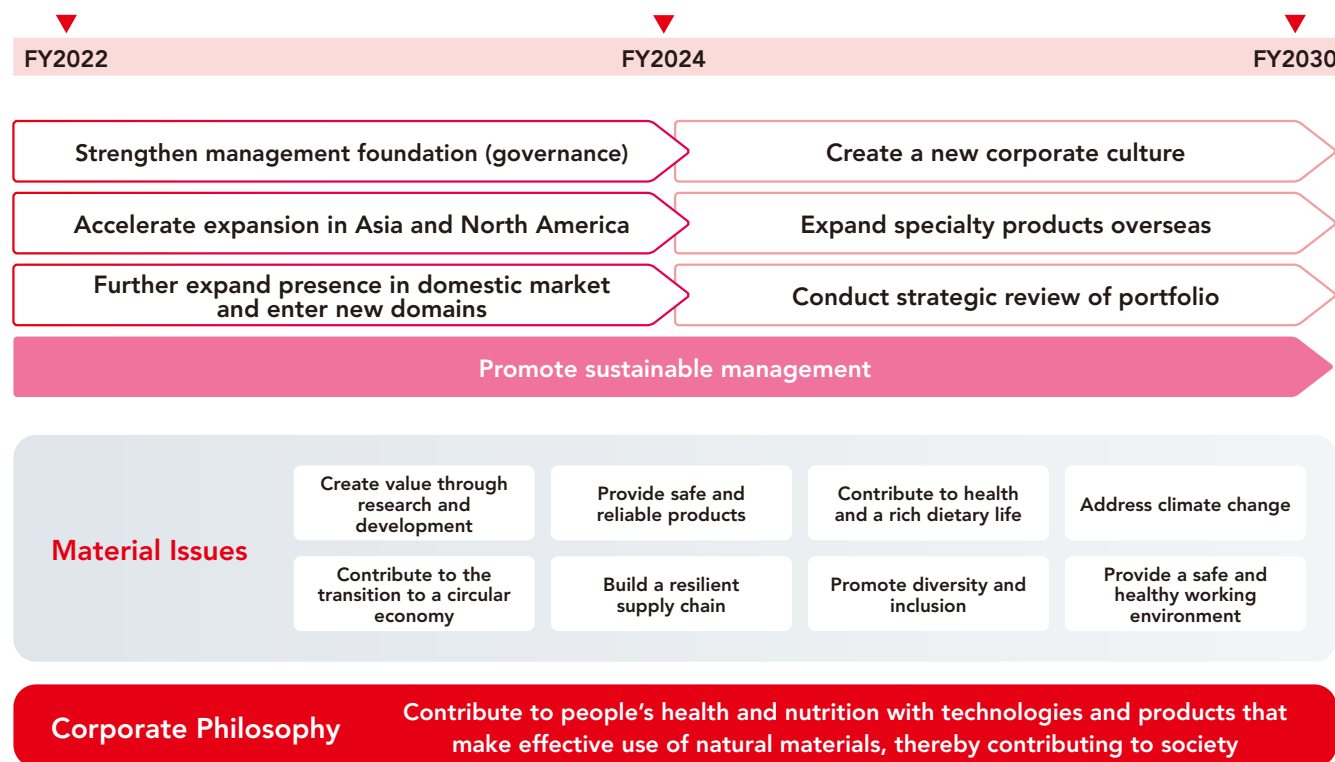 FY2022
FY2024
FY2030
Strengthen management foundation (governance)
Create a new corporate culture
Accelerate expansion in Asia and North America
Expand specialty products overseas
Further expand presence in domestic market
and enter new domains
Conduct strategic review of portfolio
Promote sustainable management
Material Issues
Create value through
research and
development
Provide safe and
reliable products
Contribute to health
and a rich dietary life
Address climate change
Contribute to the
transition to a circular
economy
Build a resilient
supply chain
Promote diversity and
inclusion
Provide a safe and
healthy working
environment
Corporate Philosophy
Contribute to people’s health and nutrition with technologies and products that
make effective use of natural materials, thereby contributing to society